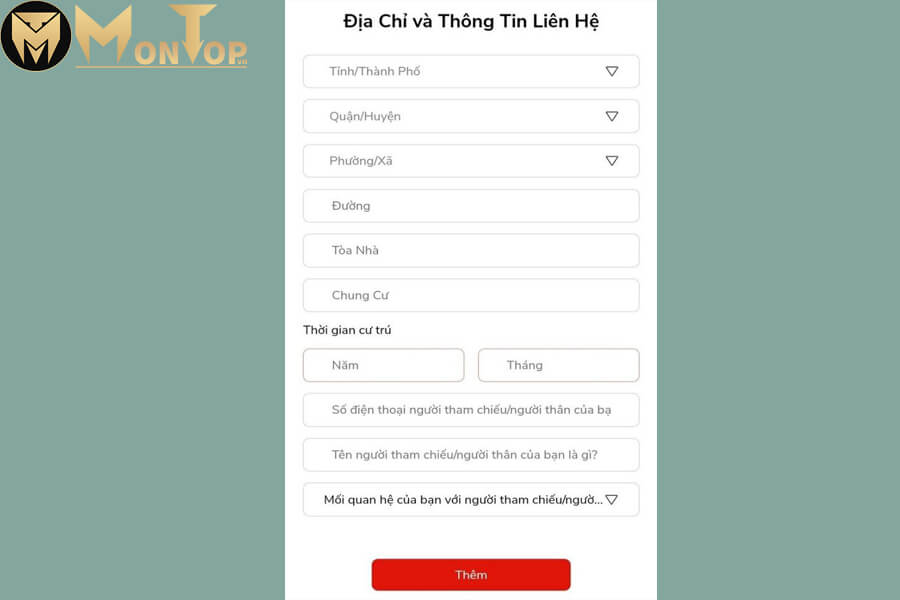 MONTOP.vn
Địa Chỉ và Thông Tin Liên Hệ
Tỉnh/Thành Phố
Quận/Huyện
Phường/Xã
Đường
Tòa Nhà
Chung Cư
Thời gian cư trú
Năm Tháng
Số điện thoại người tham chiếu/người thân của bạ
Tên người tham chiếu/người thân của bạn là gì?
Mối quan hệ của bạn với người tham chiếu/ngườ...
Thêm